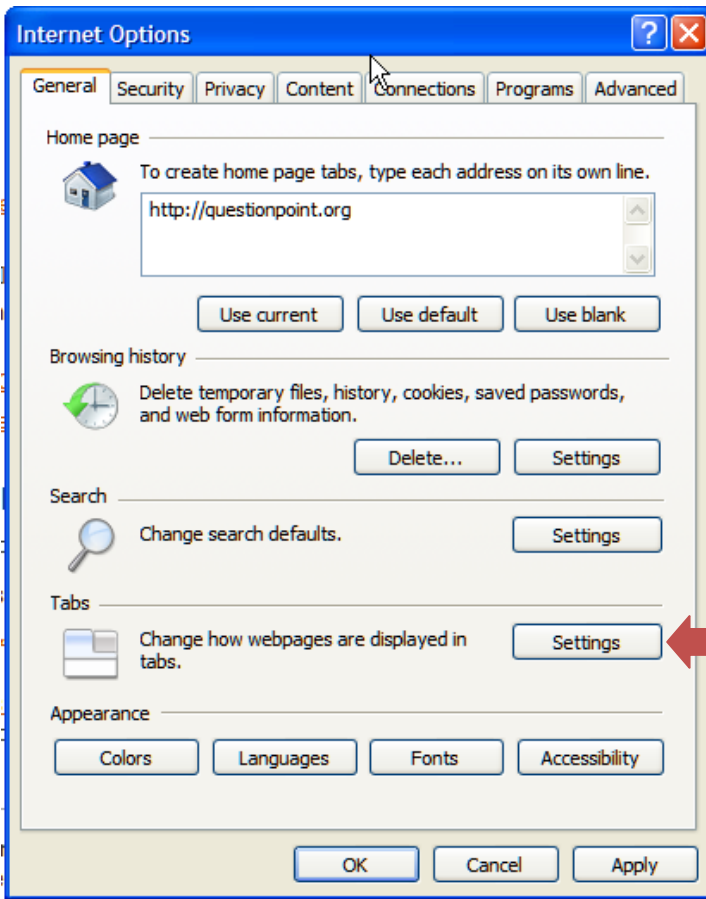 Internet Options
General Security Privacy Content Connections Programs Advanced
Home page
To create home page tabs, type each address on its own line.
http://questionpoint.org
Use current Use default Use blank
Browsing history
Delete temporary files, history, cookies, saved passwords,
and web form information.
Delete... Settings
Search
Change search defaults. Settings
Tabs
Change how webpages are displayed in Settings
tabs.
Appearance
Colors Languages Fonts Accessibility
OK Cancel Apply